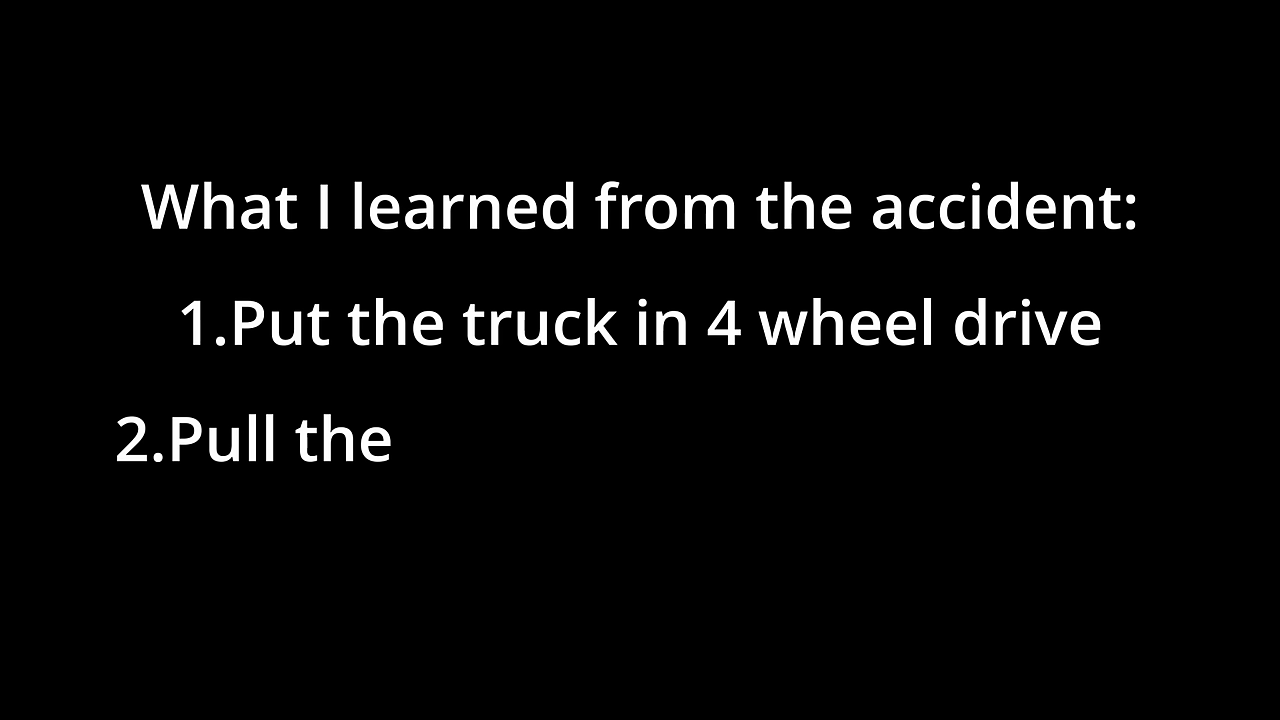 What I learned from the accident:
1.Put the truck in 4 wheel drive
2.Pull the